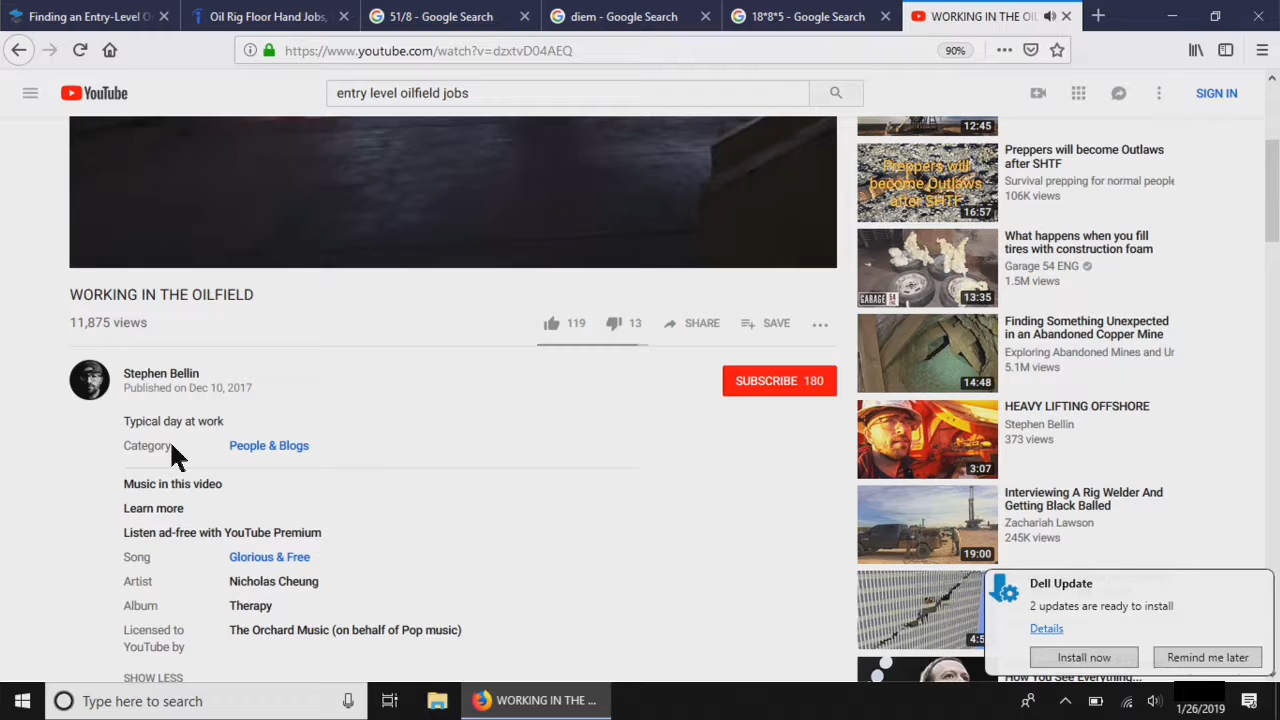 Finding an Entry-Level O
Oil Rig Floor Hand Jobs,
51/8 - Google Search
diem - Google Search
18*8*5 - Google Search
WORKING IN THE OIL
https://www.youtube.com/watch?v=dzxtvD04AEQ
90%
YouTube
entry level oilfield jobs
SIGN IN
12:45
Preppers will
become Outlaws
after SHTF
16:57
Preppers will become Outlaws
after SHTF
Survival prepping for normal people
106K views
GARAGE 54
13:35
What happens when you fill
tires with construction foam
Garage 54 ENG
1.5M views
WORKING IN THE OILFIELD
11,875 views
119
13
SHARE
SAVE
14:48
Finding Something Unexpected
in an Abandoned Copper Mine
Exploring Abandoned Mines and Ur
5.1M views
Stephen Bellin
Published on Dec 10, 2017
SUBSCRIBE 180
Typical day at work
Category
People & Blogs
3:07
HEAVY LIFTING OFFSHORE
Stephen Bellin
373 views
Music in this video
Learn more
Listen ad-free with YouTube Premium
Song
Glorious & Free
Artist
Nicholas Cheung
Album
Therapy
Licensed to
YouTube by
The Orchard Music (on behalf of Pop music)
SHOW LESS
19:00
Interviewing A Rig Welder And
Getting Black Balled
Zachariah Lawson
245K views
4:5
Dell Update
2 updates are ready to install
Details
Install now
Remind me later
How You See Everything...
Type here to search
WORKING IN THE ...
1/26/2019